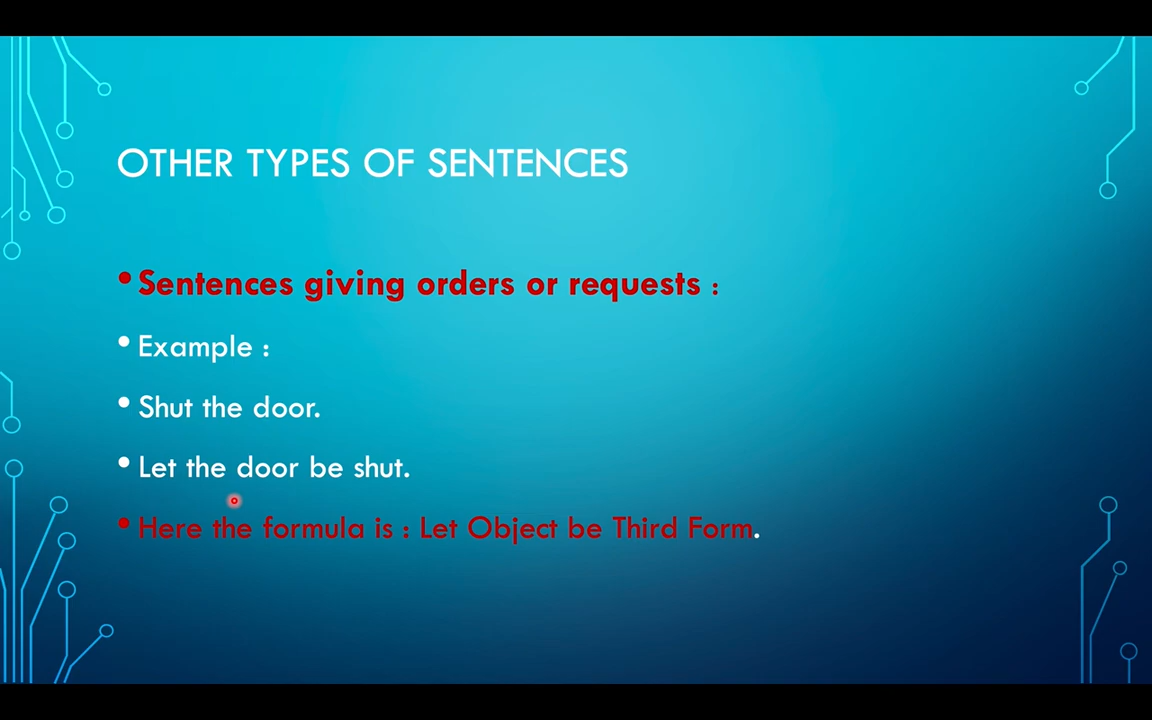 OTHER TYPES OF SENTENCES
• Sentences giving orders or requests :
• Example :
• Shut the door.
• Let the door be shut.
• Here the formula is : Let Object be Third Form.